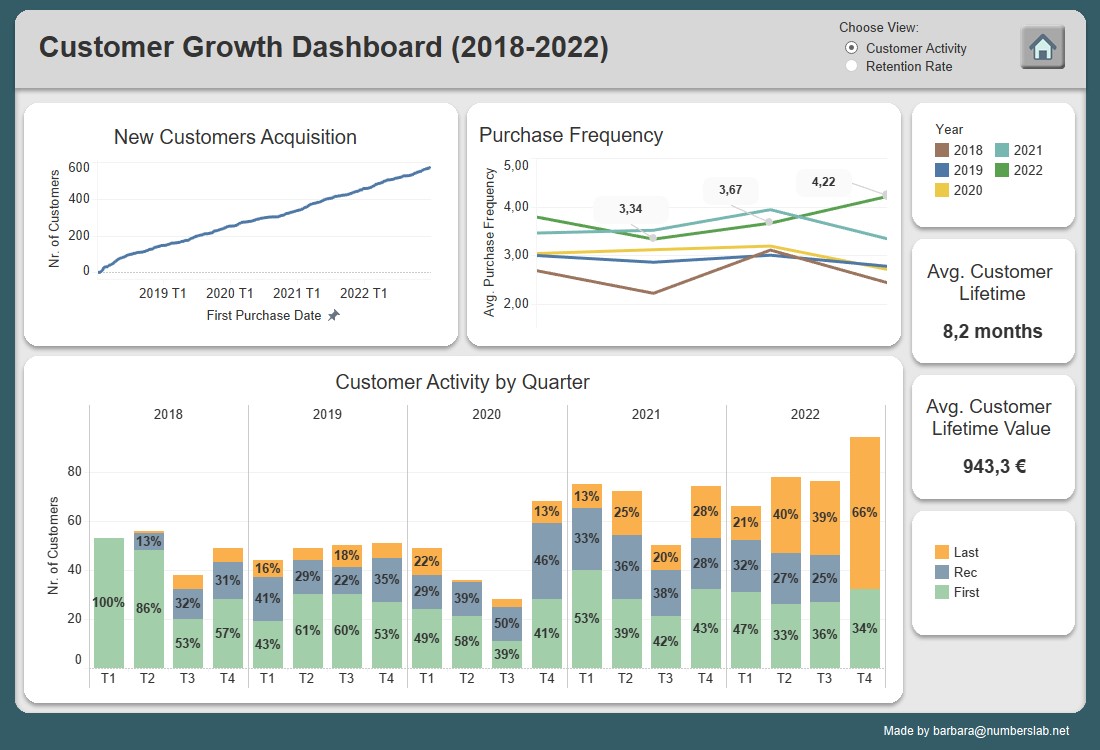 Customer Growth Dashboard (2018-2022)
Choose View:
Customer Activity
Retention Rate
New Customers Acquisition
Nr. of Customers
600
400
200
0
2019 T1
2020 T1
2021 T1
2022 T1
First Purchase Date
Purchase Frequency
Avg. Purchase Frequency
5,00
4,00
3,00
2,00
3,34
3,67
4,22
Year
2018
2021
2019
2022
2020
Avg. Customer
Lifetime
8,2 months
Avg. Customer
Lifetime Value
943,3 €
Last
Rec
First
Customer Activity by Quarter
2018 2019 2020 2021 2022
Nr. of Customers
80
60
40
20
0
100%
13%
86%
32%
53%
31%
57%
16%
41%
43%
29%
61%
18%
22%
60%
35%
53%
22%
29%
49%
39%
58%
50%
39%
13%
46%
41%
13%
33%
53%
25%
36%
39%
20%
38%
42%
28%
28%
43%
21%
32%
47%
40%
27%
33%
39%
25%
36%
66%
34%
T1 T2 T3 T4 T1 T2 T3 T4 T1 T2 T3 T4 T1 T2 T3 T4 T1 T2 T3 T4
Made by barbara@numberslab.net